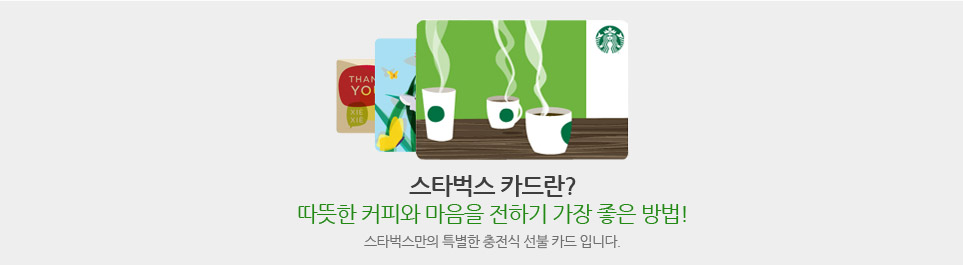 THAN
YOU
XIE
XIE
스타벅스 카드란?
따뜻한 커피와 마음을 전하기 가장 좋은 방법!
스타벅스만의 특별한 충전식 선불 카드 입니다.